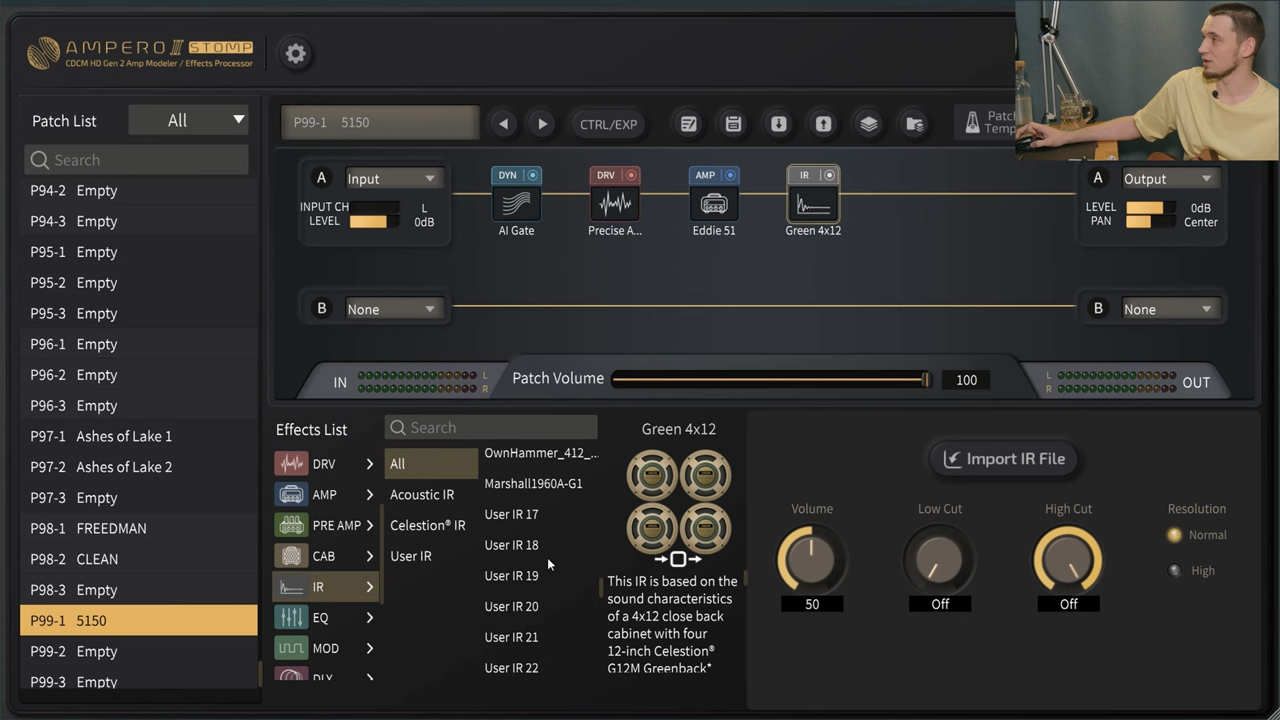 AMPERO II STOMP
CDCM HD Gen 2 Amp Modeler / Effects Processor
Patch List
All
Search
P94-2 Empty
P94-3 Empty
P95-1 Empty
P95-2 Empty
P95-3 Empty
P96-1 Empty
P96-2 Empty
P96-3 Empty
P97-1 Ashes of Lake 1
P97-2 Ashes of Lake 2
P97-3 Empty
P98-1 FREEDMAN
P98-2 CLEAN
P98-3 Empty
P99-1 5150
P99-2 Empty
P99-3 Empty
P99-1 5150
CTRL/EXP
Patch
Temp
A Input
INPUT CH L
LEVEL 0dB
DYN
AI Gate
DRV
Precise A...
AMP
Eddie 51
IR
Green 4x12
A Output
LEVEL 0dB
PAN Center
B None
B None
IN
L
R
Patch Volume
100
L
R
OUT
Effects List
DRV
AMP
PRE AMP
CAB
IR
EQ
MOD
DLY
Search
All
Acoustic IR
Celestion® IR
User IR
OwnHammer_412_...
Marshall1960A-G1
User IR 17
User IR 18
User IR 19
User IR 20
User IR 21
User IR 22
Green 4x12
This IR is based on the
sound characteristics
of a 4x12 close back
cabinet with four
12-inch Celestion®
G12M Greenback*
Import IR File
Volume
50
Low Cut
Off
High Cut
Off
Resolution
Normal
High